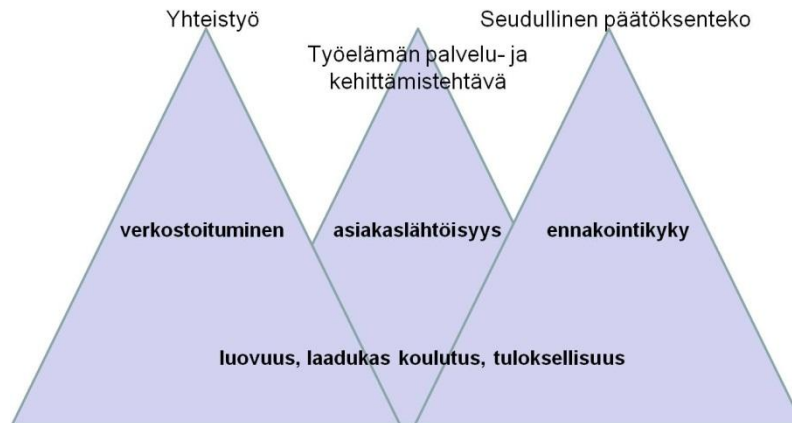 Yhteistyö
Seudullinen päätöksenteko
Työelämän palvelu- ja
kehittämistehtävä
verkostoituminen
asiakaslähtöisyys
ennakointikyky
luovuus, laadukas koulutus, tuloksellisuus